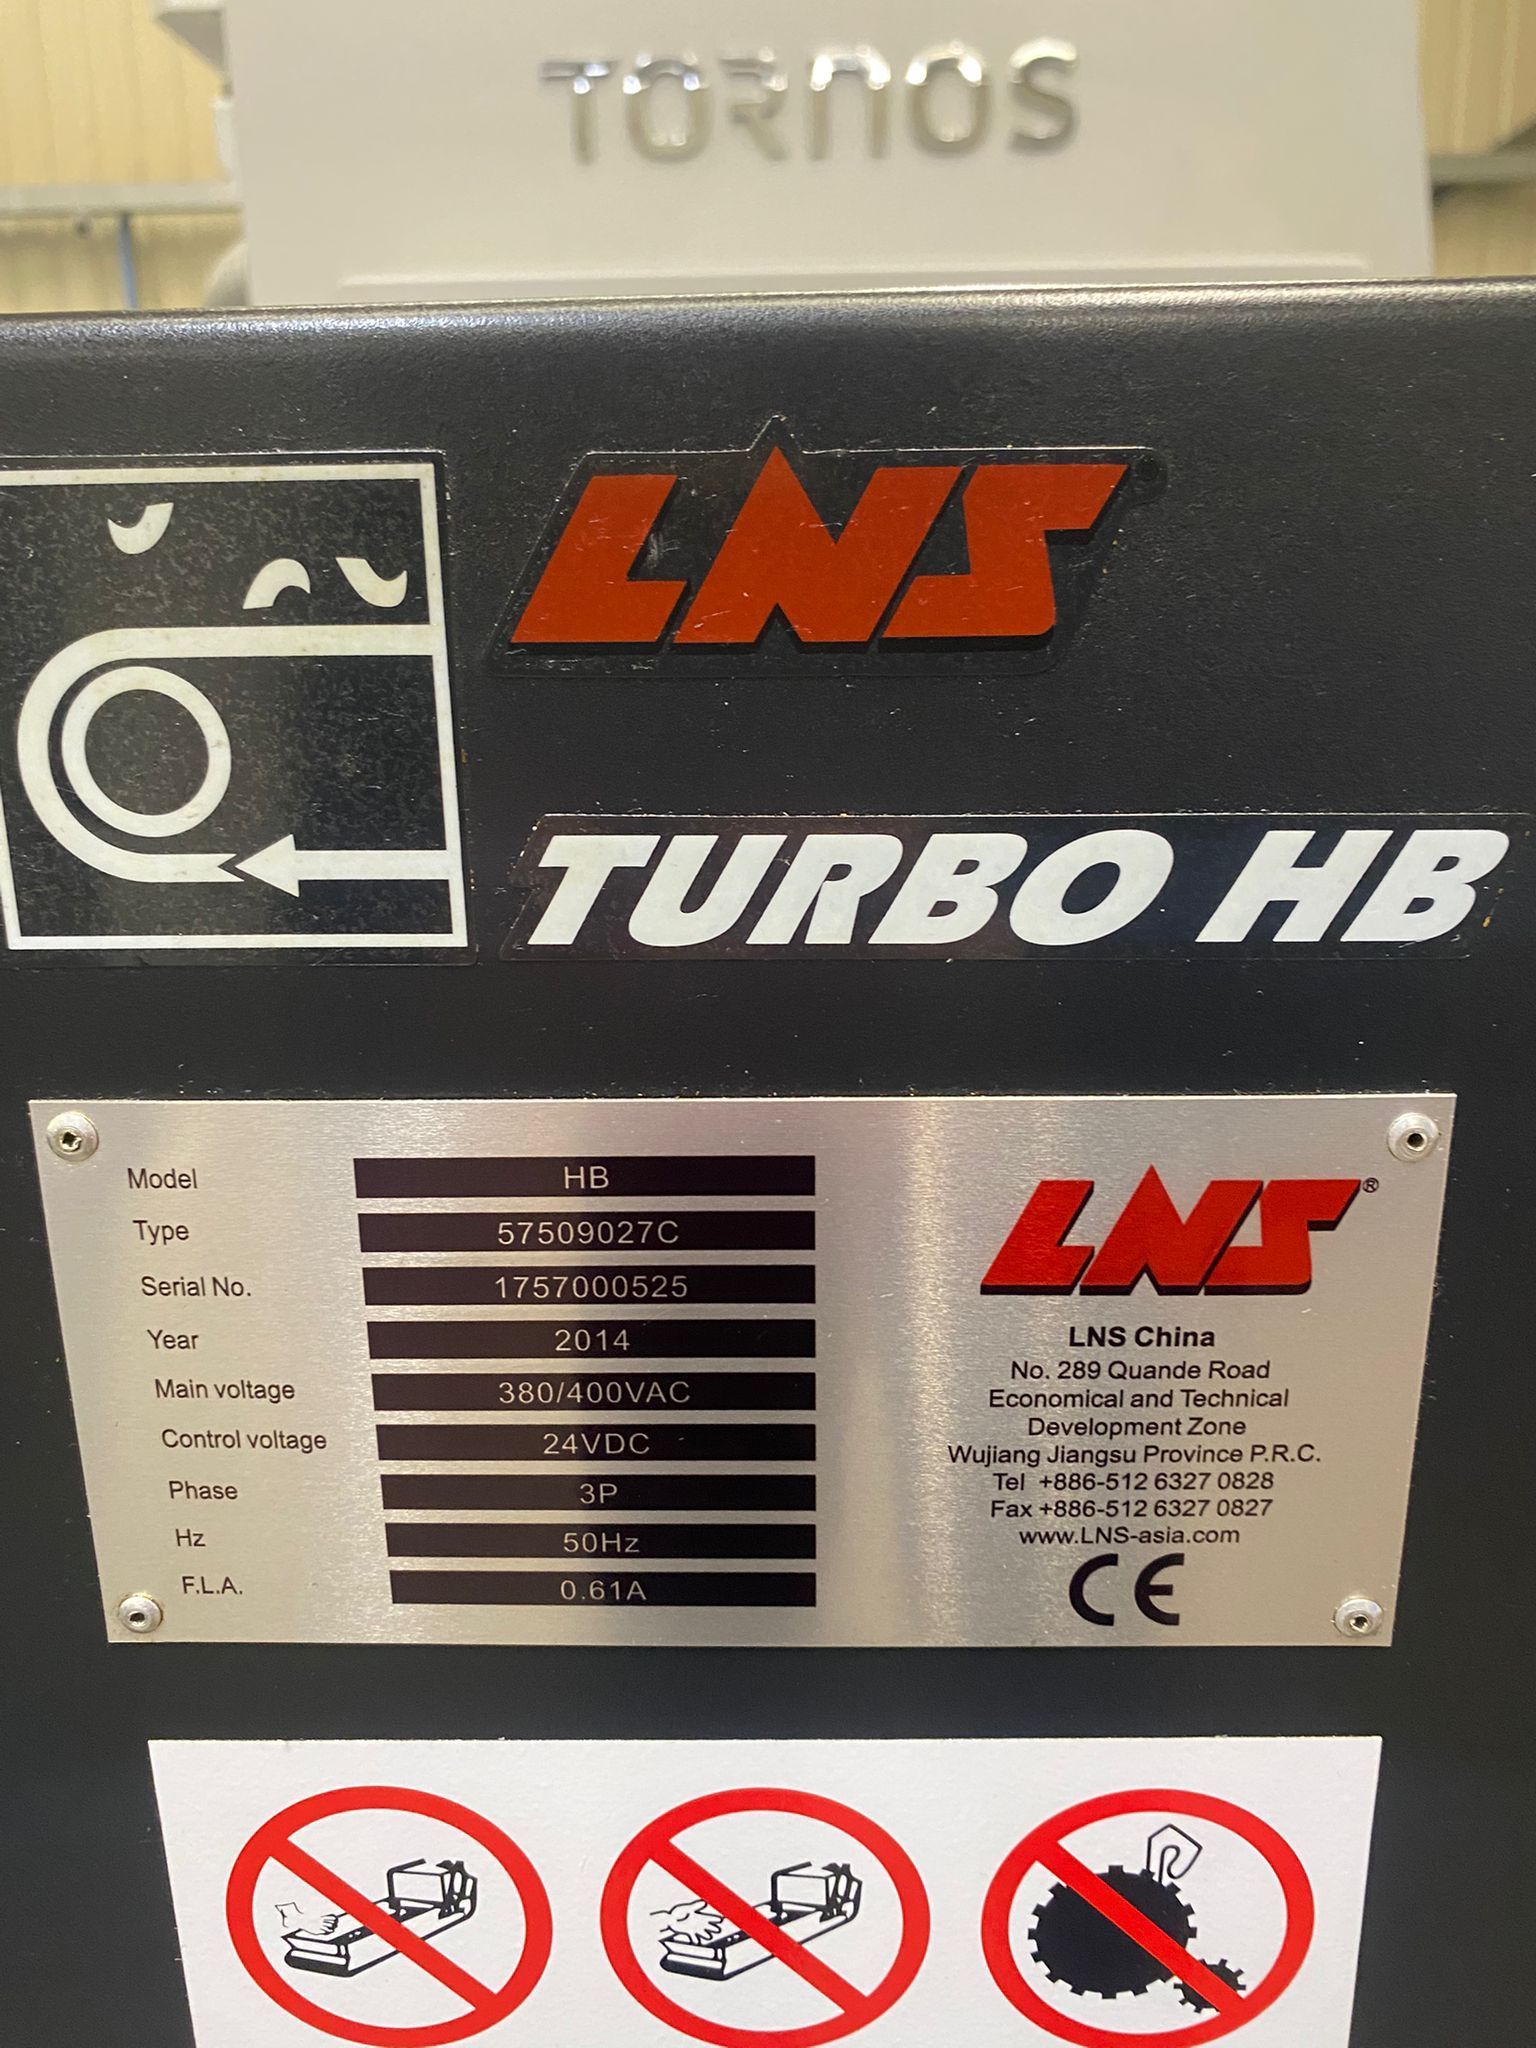 TORNOS
LNS
TURBO HB
Model HB
Type 57509027C
Serial No. 1757000525
Year 2014
Main voltage 380/400VAC
Control voltage 24VDC
Phase 3P
Hz 50Hz
F.L.A. 0.61A
LNS®
LNS China
No. 289 Quande Road
Economical and Technical
Development Zone
Wujiang Jiangsu Province P.R.C.
Tel +886-512 6327 0828
Fax +886-512 6327 0827
www.LNS-asia.com
CE